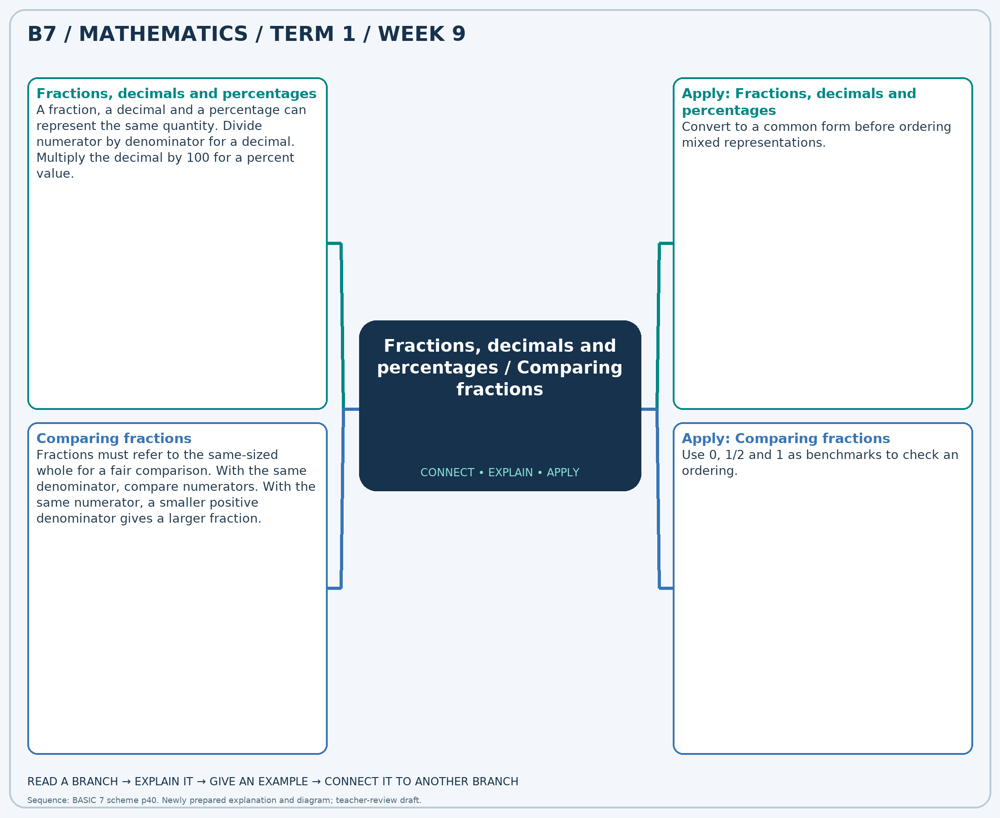 B7 / MATHEMATICS / TERM 1 / WEEK 9
Fractions, decimals and percentages
A fraction, a decimal and a percentage can
represent the same quantity. Divide
numerator by denominator for a decimal.
Multiply the decimal by 100 for a percent
value.
Apply: Fractions, decimals and
percentages
Convert to a common form before ordering
mixed representations.
Fractions, decimals and
percentages / Comparing
fractions
CONNECT • EXPLAIN • APPLY
Comparing fractions
Fractions must refer to the same-sized
whole for a fair comparison. With the same
denominator, compare numerators. With the
same numerator, a smaller positive
denominator gives a larger fraction.
Apply: Comparing fractions
Use 0, 1/2 and 1 as benchmarks to check an
ordering.
READ A BRANCH → EXPLAIN IT → GIVE AN EXAMPLE → CONNECT IT TO ANOTHER BRANCH
Sequence: BASIC 7 scheme p40. Newly prepared explanation and diagram; teacher-review draft.